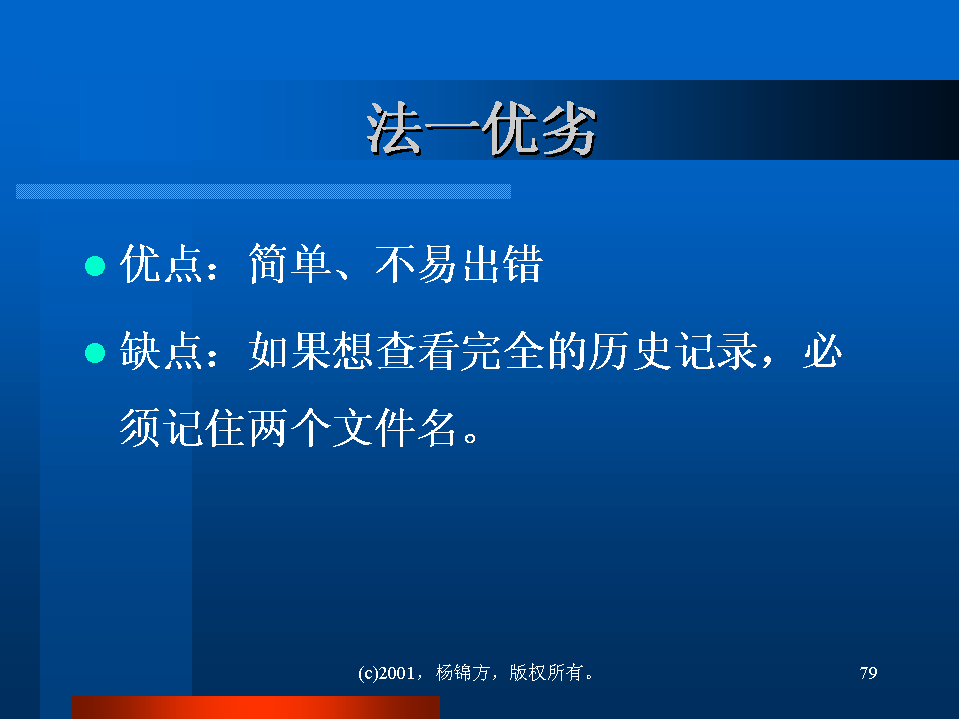 法一优劣
优点：简单、不易出错
缺点：如果想查看完全的历史记录，必
须记住两个文件名。
(c)2001，杨锦方，版权所有。
79